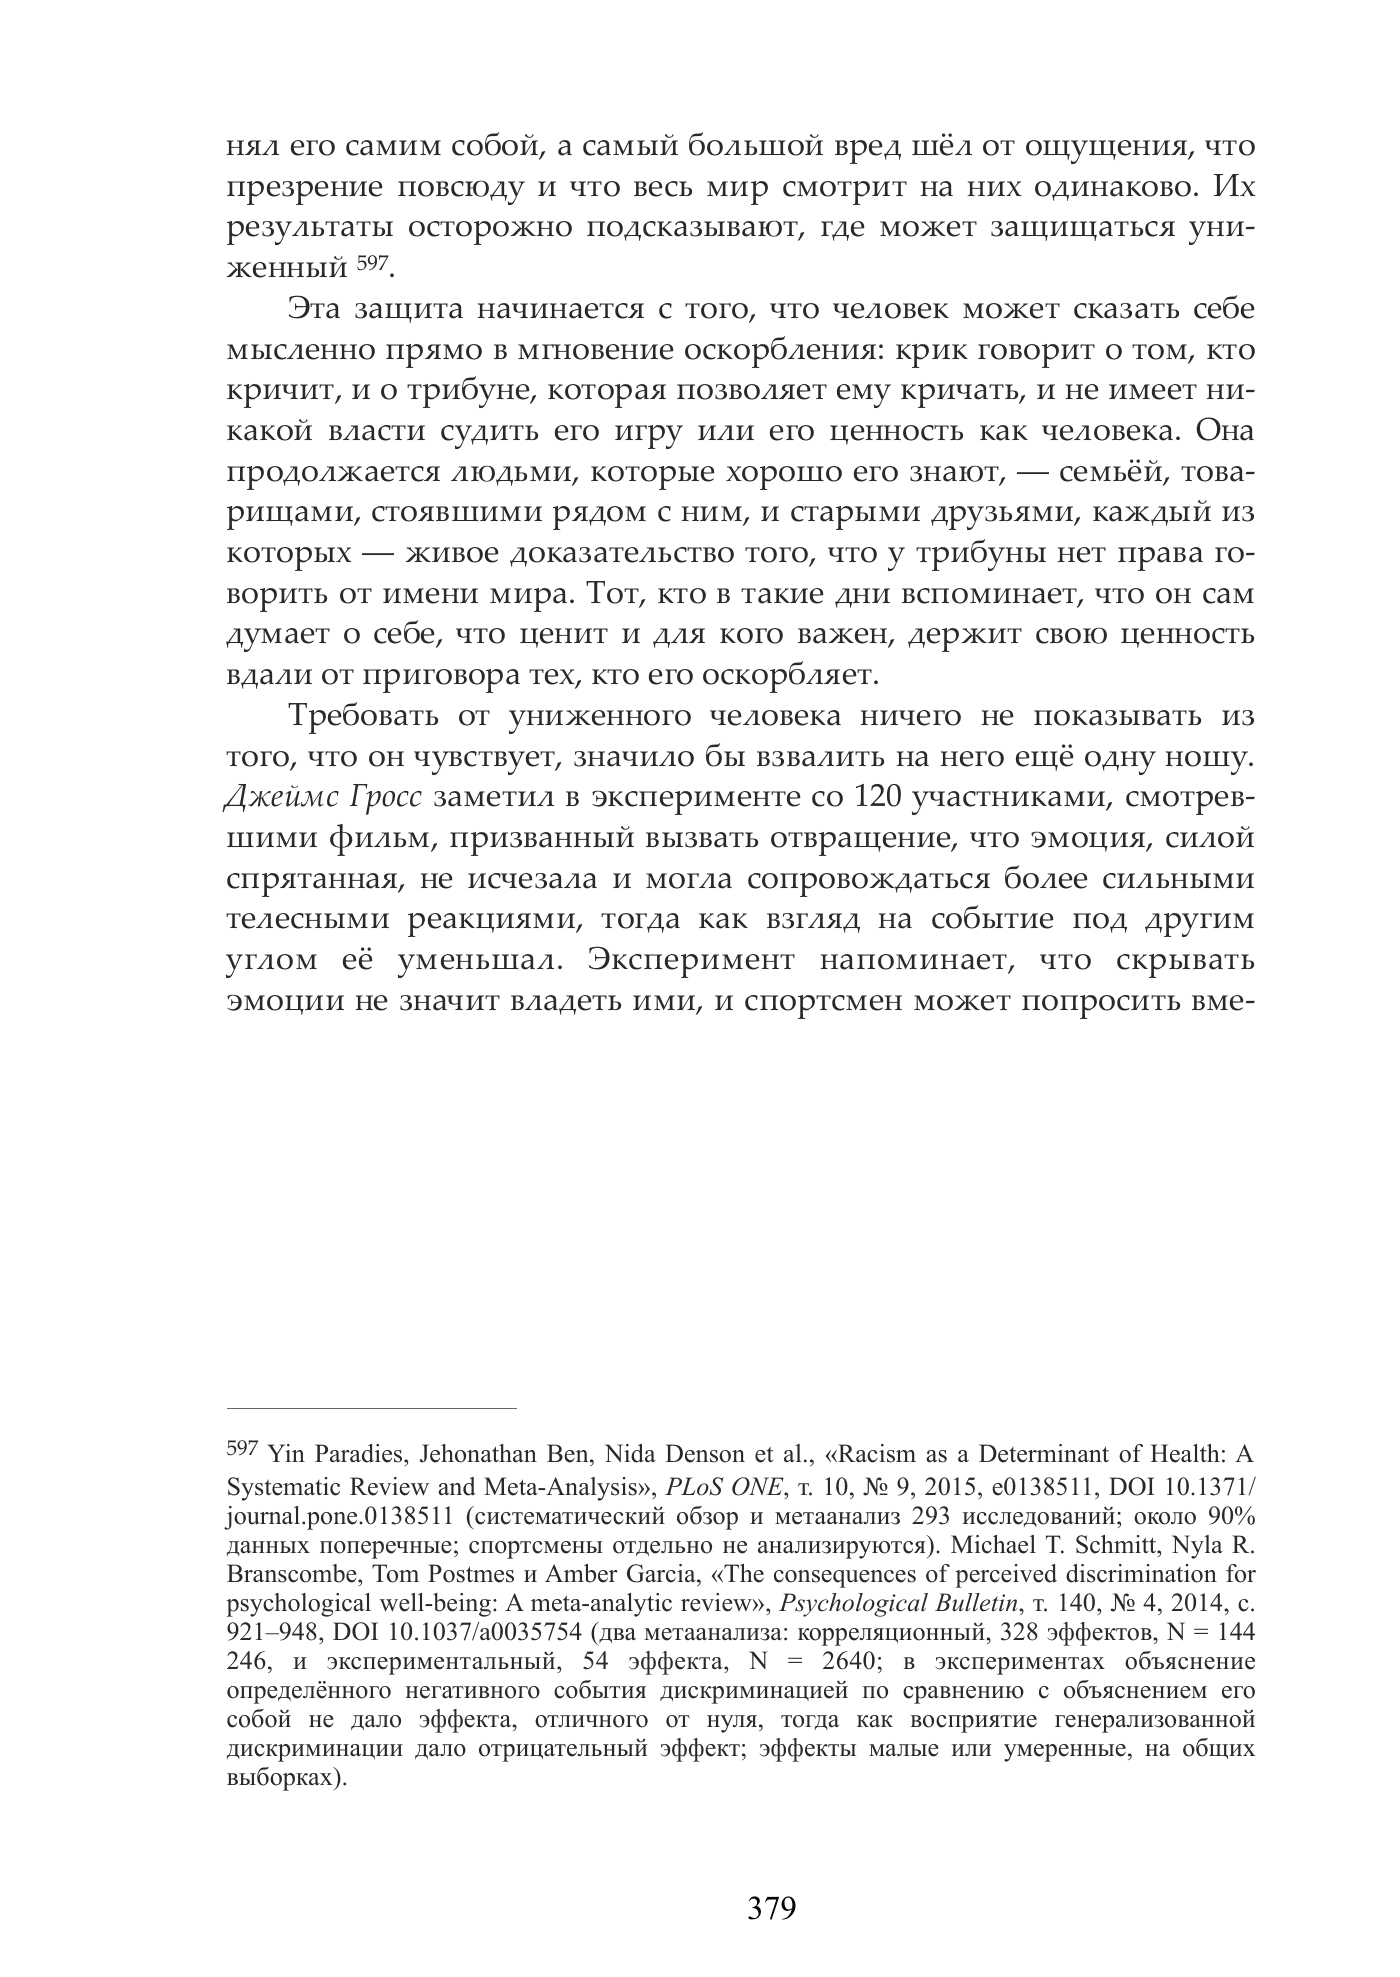 нял его самим собой, а самый большой вред шёл от ощущения, что
презрение повсюду и что весь мир смотрит на них одинаково. Их
результаты осторожно подсказывают, где может защищаться уни-
женный 597.
Эта защита начинается с того, что человек может сказать себе
мысленно прямо в мгновение оскорбления: крик говорит о том, кто
кричит, и о трибуне, которая позволяет ему кричать, и не имеет ни-
какой власти судить его игру или его ценность как человека. Она
продолжается людьми, которые хорошо его знают, — семьёй, това-
рищами, стоявшими рядом с ним, и старыми друзьями, каждый из
которых — живое доказательство того, что у трибуны нет права го-
ворить от имени мира. Тот, кто в такие дни вспоминает, что он сам
думает о себе, что ценит и для кого важен, держит свою ценность
вдали от приговора тех, кто его оскорбляет.
Требовать от униженного человека ничего не показывать из
того, что он чувствует, значило бы взвалить на него ещё одну ношу.
Джеймс Гросс заметил в эксперименте со 120 участниками, смотрев-
шими фильм, призванный вызвать отвращение, что эмоция, силой
спрятанная, не исчезала и могла сопровождаться более сильными
телесными реакциями, тогда как взгляд на событие под другим
углом её уменьшал. Эксперимент напоминает, что скрывать
эмоции не значит владеть ими, и спортсмен может попросить вме-
597 Yin Paradies, Jehonathan Ben, Nida Denson et al., «Racism as a Determinant of Health: A
Systematic Review and Meta-Analysis», PLoS ONE, т. 10, № 9, 2015, e0138511, DOI 10.1371/
journal.pone.0138511 (систематический обзор и метаанализ 293 исследований; около 90%
данных поперечные; спортсмены отдельно не анализируются). Michael T. Schmitt, Nyla R.
Branscombe, Tom Postmes и Amber Garcia, «The consequences of perceived discrimination for
psychological well-being: A meta-analytic review», Psychological Bulletin, т. 140, № 4, 2014, с.
921–948, DOI 10.1037/a0035754 (два метаанализа: корреляционный, 328 эффектов, N = 144
246, и экспериментальный, 54 эффекта, N = 2640; в экспериментах объяснение
определённого негативного события дискриминацией по сравнению с объяснением его
собой не дало эффекта, отличного от нуля, тогда как восприятие генерализованной
дискриминации дало отрицательный эффект; эффекты малые или умеренные, на общих
выборках).
379